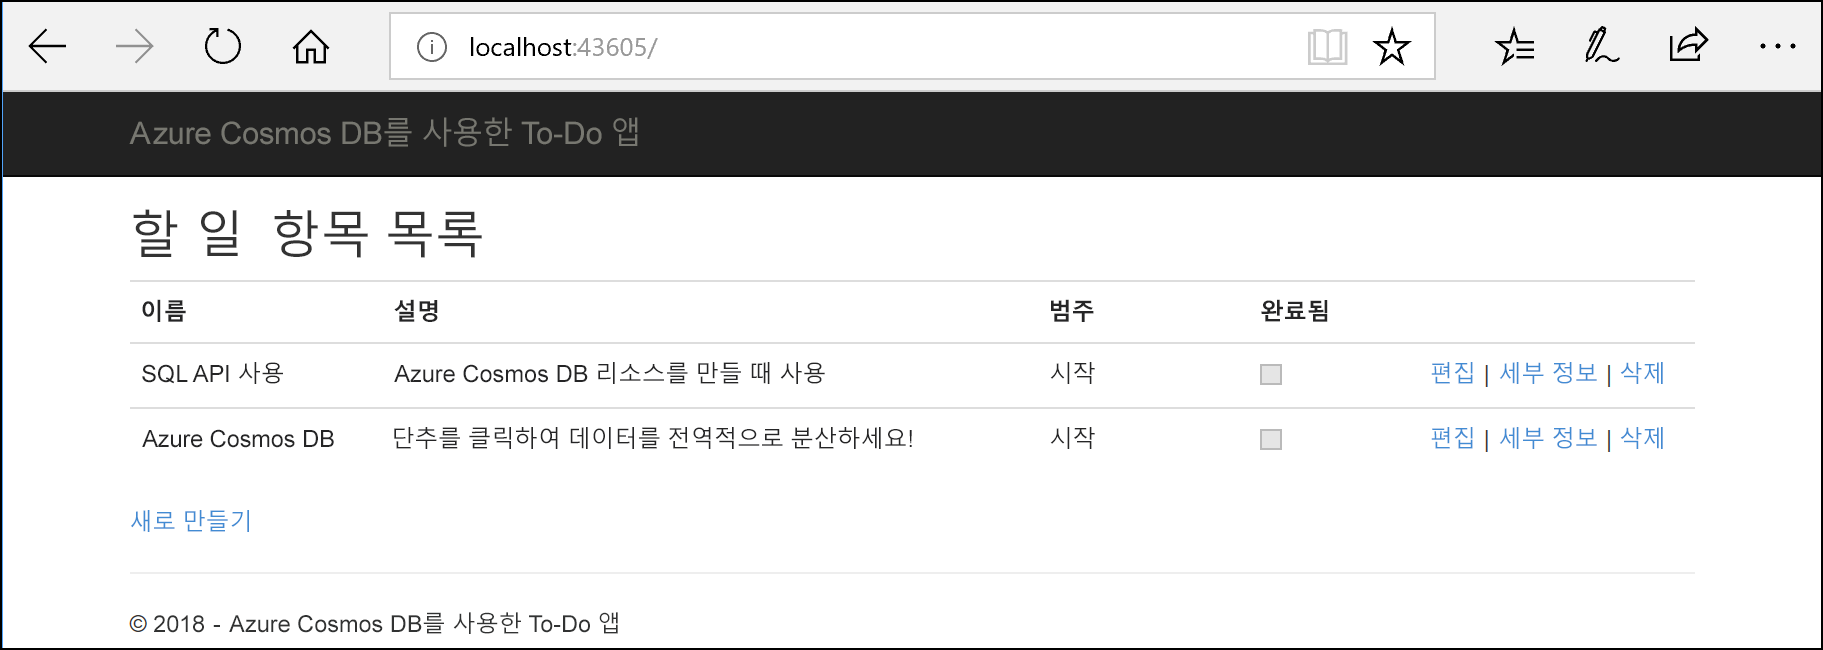 localhost:43605/
Azure Cosmos DB를 사용한 To-Do 앱
할 일 항목 목록
이름 설명 범주 완료됨
SQL API 사용 Azure Cosmos DB 리소스를 만들 때 사용 시작 편집 | 세부 정보 | 삭제
Azure Cosmos DB 단추를 클릭하여 데이터를 전역적으로 분산하세요! 시작 편집 | 세부 정보 | 삭제
새로 만들기
© 2018 - Azure Cosmos DB를 사용한 To-Do 앱